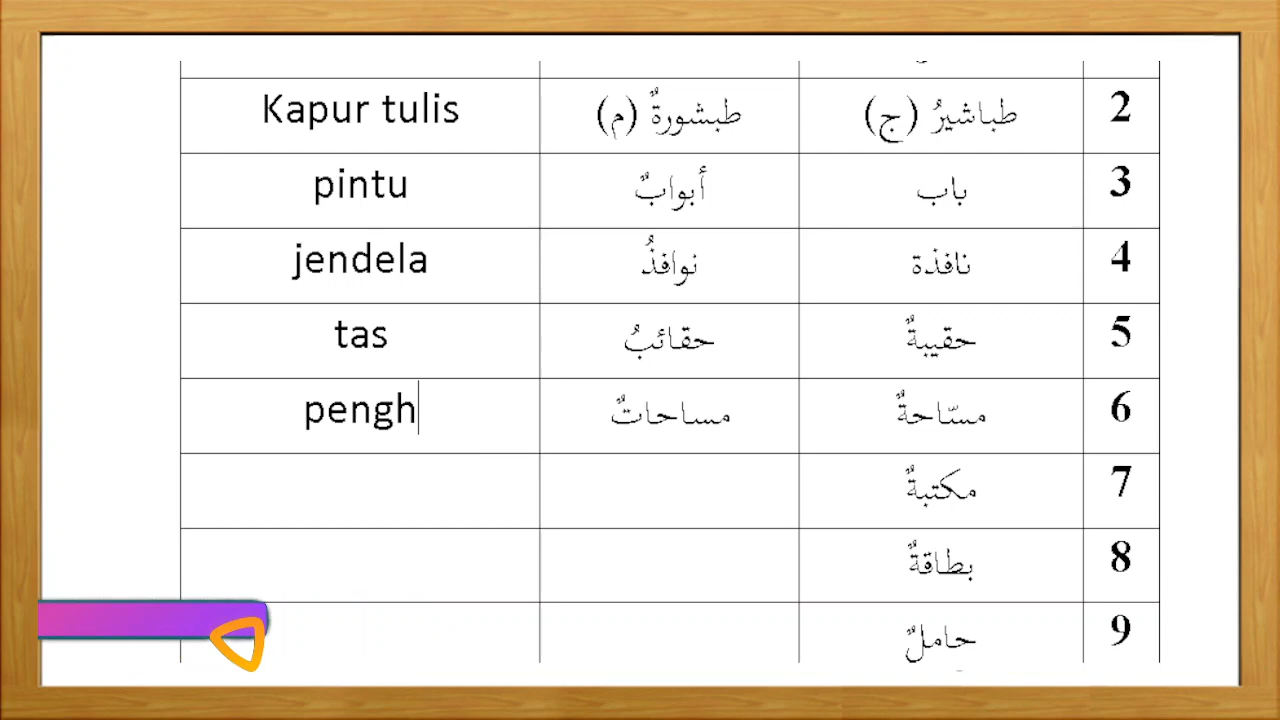 2 طباشيرُ (ج) طبشورةٌ (م) Kapur tulis
3 باب أبوابٌ pintu
4 نافذة نوافذُ jendela
5 حقيبةٌ حقائبُ tas
6 مسّاحةٌ مساحاتٌ pengh
7 مكتبةٌ
8 بطاقةٌ
9 حاملٌ